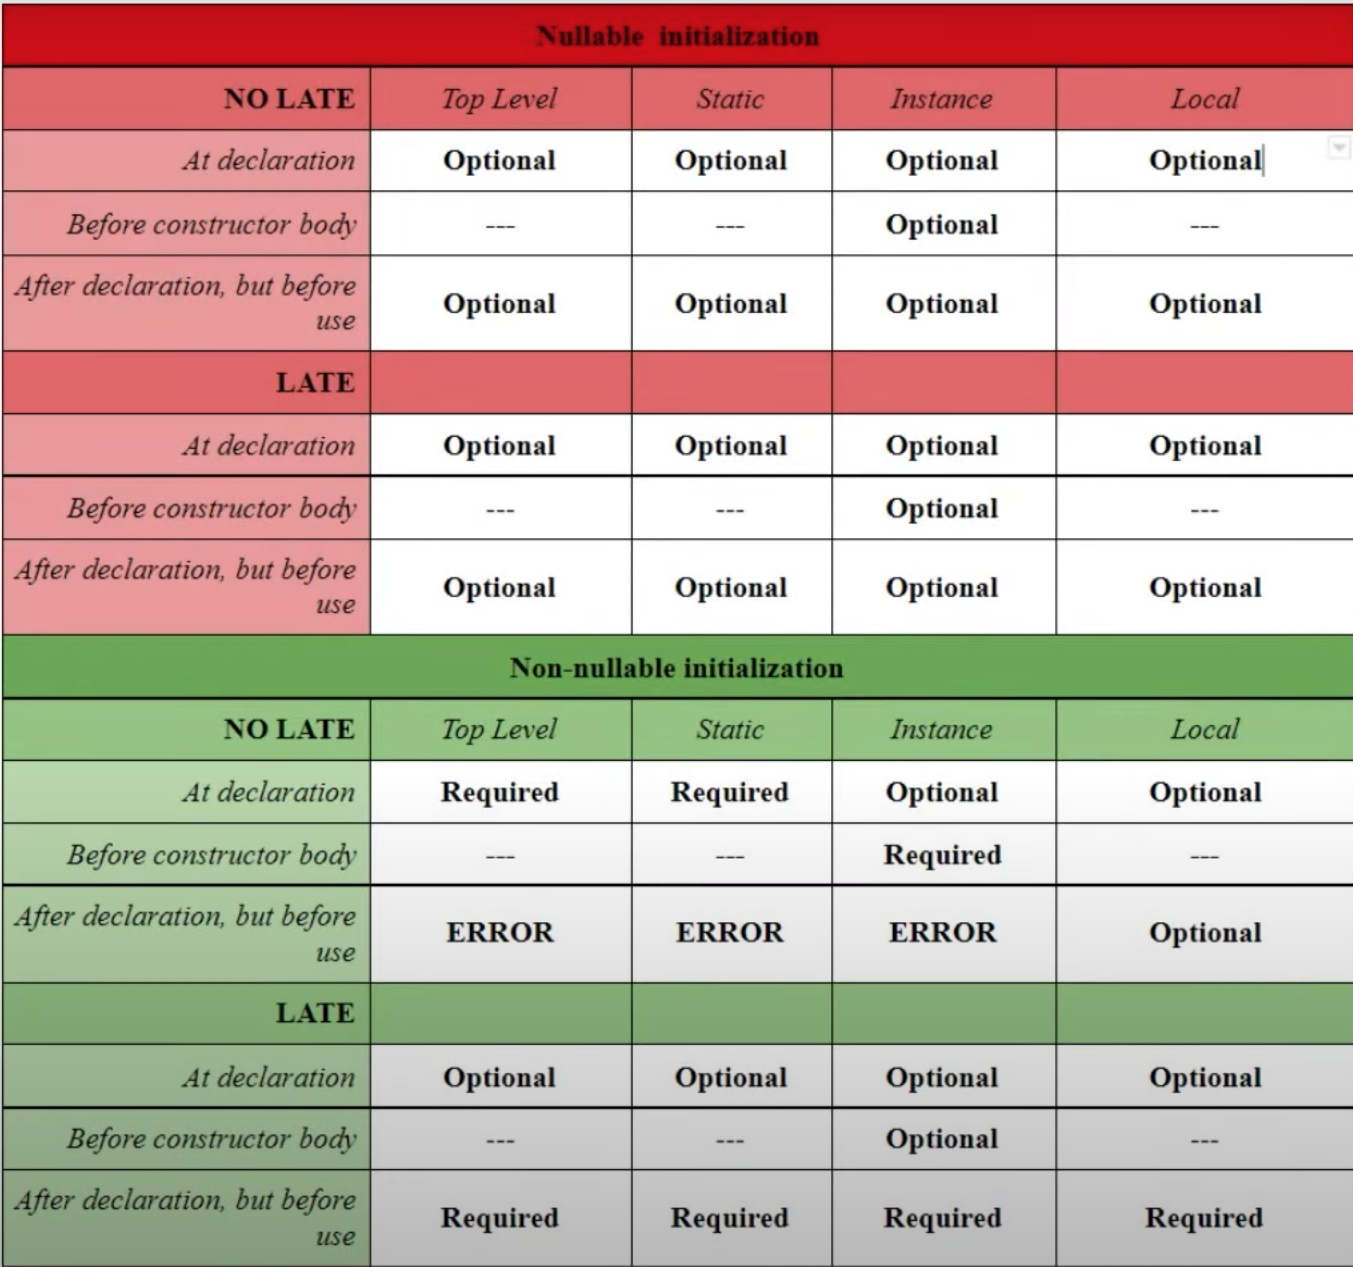 Nullable initialization
NO LATE Top Level Static Instance Local
At declaration Optional Optional Optional Optional
Before constructor body --- --- Optional ---
After declaration, but before
use Optional Optional Optional Optional
LATE
At declaration Optional Optional Optional Optional
Before constructor body --- --- Optional ---
After declaration, but before
use Optional Optional Optional Optional
Non-nullable initialization
NO LATE Top Level Static Instance Local
At declaration Required Required Optional Optional
Before constructor body --- --- Required ---
After declaration, but before
use ERROR ERROR ERROR Optional
LATE
At declaration Optional Optional Optional Optional
Before constructor body --- --- Optional ---
After declaration, but before
use Required Required Required Required